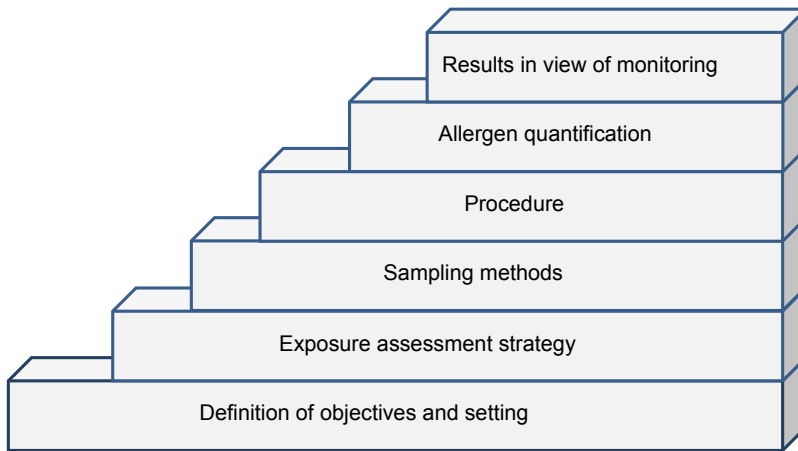 Results in view of monitoring
Allergen quantification
Procedure
Sampling methods
Exposure assessment strategy
Definition of objectives and setting